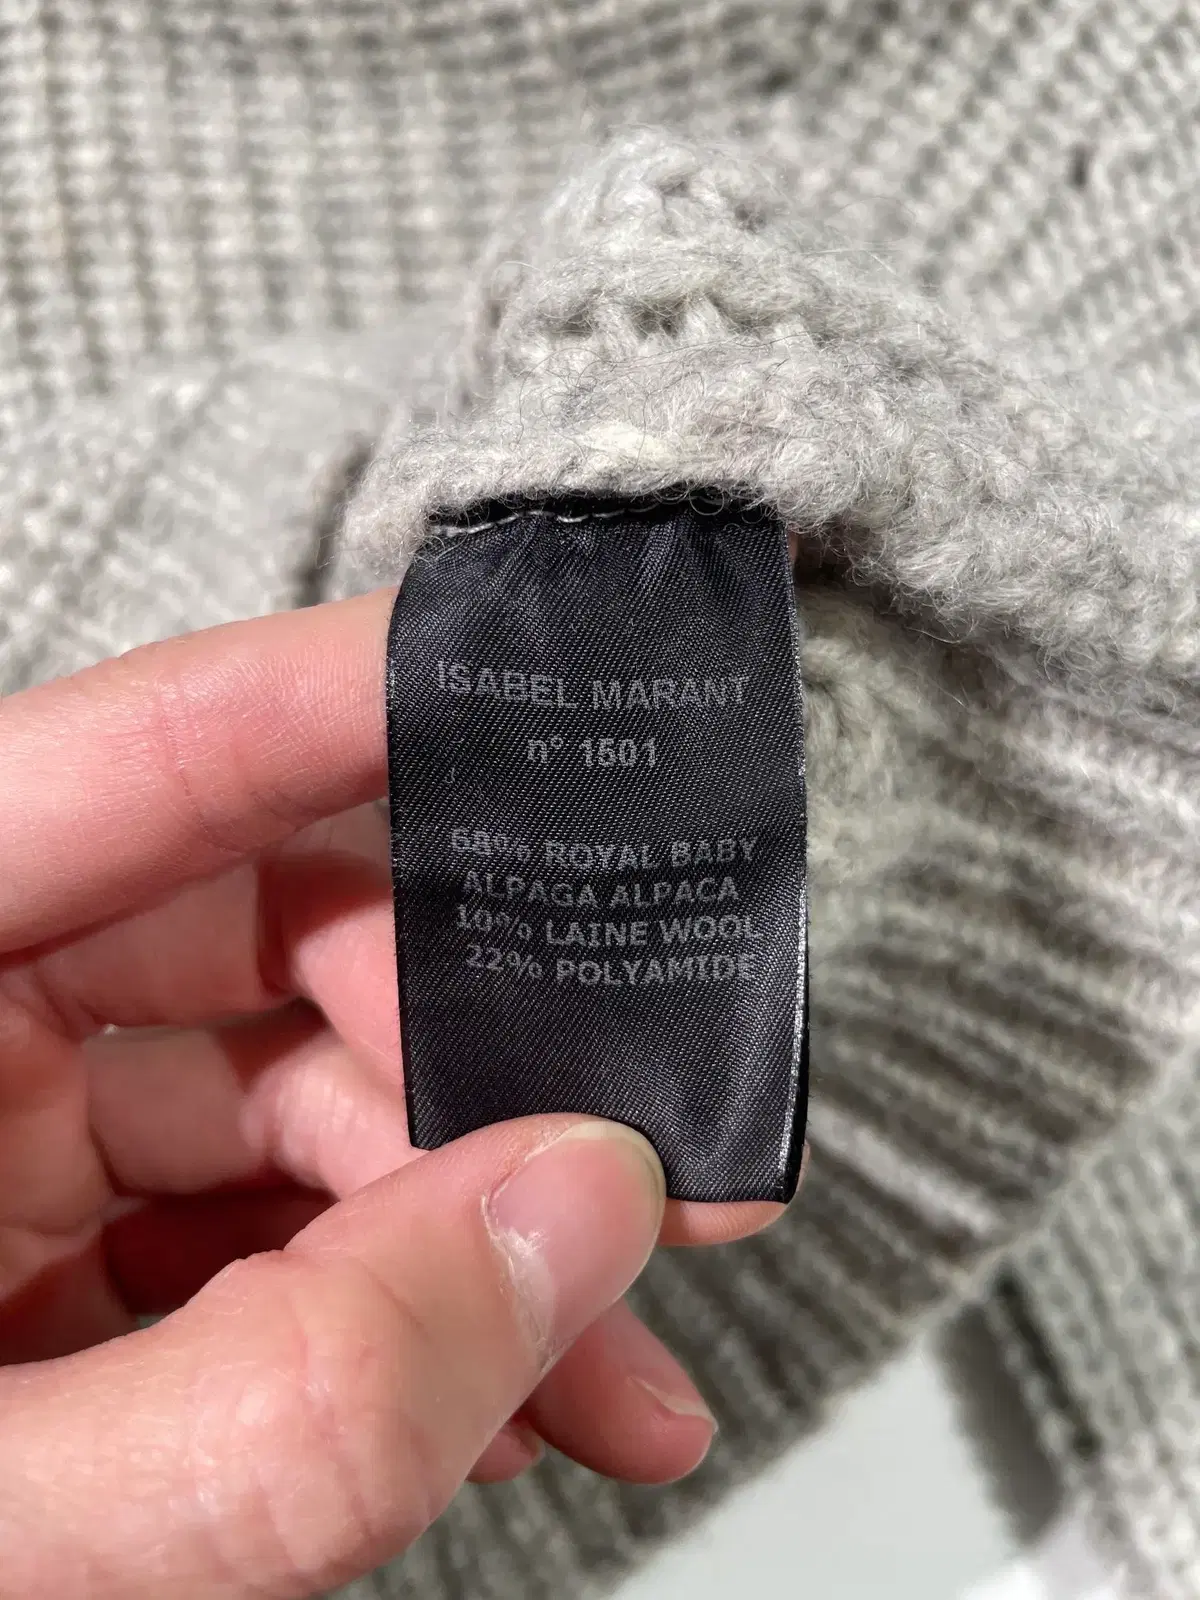 ISABEL MARANT
n° 1501
68% ROYAL BABY
ALPAGA ALPACA
10% LAINE WOOL
22% POLYAMIDE